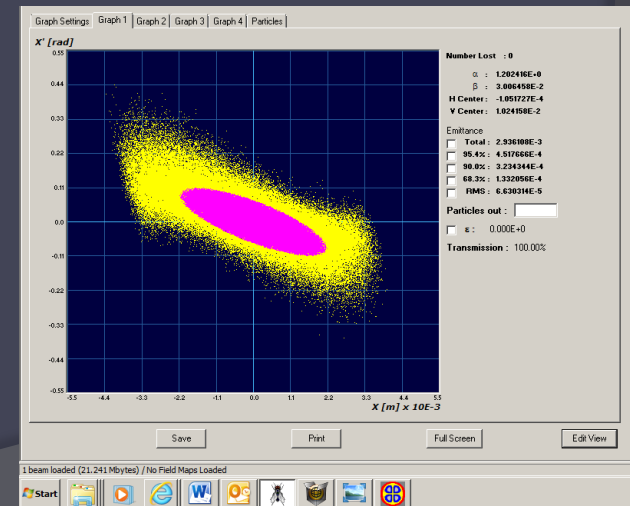 Graph Settings Graph 1 Graph 2 Graph 3 Graph 4 Particles
X' [rad]
0.55
0.44
0.33
0.22
0.11
0.0
-0.11
-0.22
-0.33
-0.44
-0.55
-5.5 -4.4 -3.3 -2.2 -1.1 0.0 1.1 2.2 3.3 4.4 5.5
X [m] x 10E-3
Number Lost : 0
α : 1.202416E+0
β : 3.006458E-2
H Center : -1.051727E-4
V Center : 1.024158E-2
Emittance
Total : 2.936108E-3
95.4% : 4.517666E-4
90.0% : 3.234344E-4
68.3% : 1.332056E-4
RMS : 6.630314E-5
Particles out :
ε : 0.000E+0
Transmission : 100.00%
Save Print Full Screen Edit View
1 beam loaded (21.241 Mbytes) / No Field Maps Loaded
Start